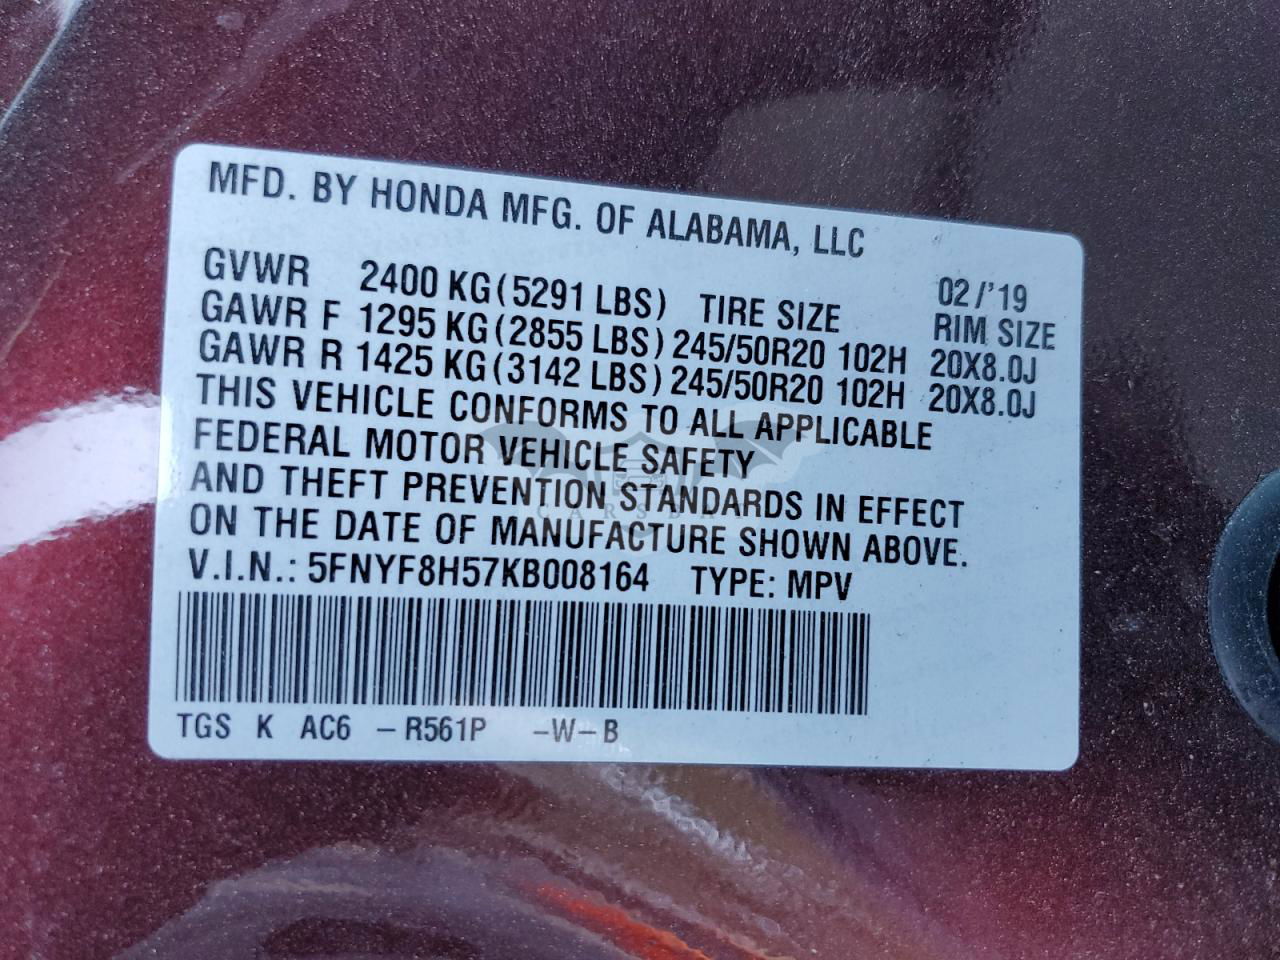 MFD. BY HONDA MFG. OF ALABAMA, LLC
02/'19
GVWR 2400 KG(5291 LBS) TIRE SIZE RIM SIZE
GAWR F 1295 KG(2855 LBS) 245/50R20 102H 20X8.0J
GAWR R 1425 KG(3142 LBS) 245/50R20 102H 20X8.0J
THIS VEHICLE CONFORMS TO ALL APPLICABLE
FEDERAL MOTOR VEHICLE SAFETY
AND THEFT PREVENTION STANDARDS IN EFFECT
ON THE DATE OF MANUFACTURE SHOWN ABOVE.
V.I.N.: 5FNYF8H57KB008164 TYPE: MPV
TGS K AC6 -R561P -W-B